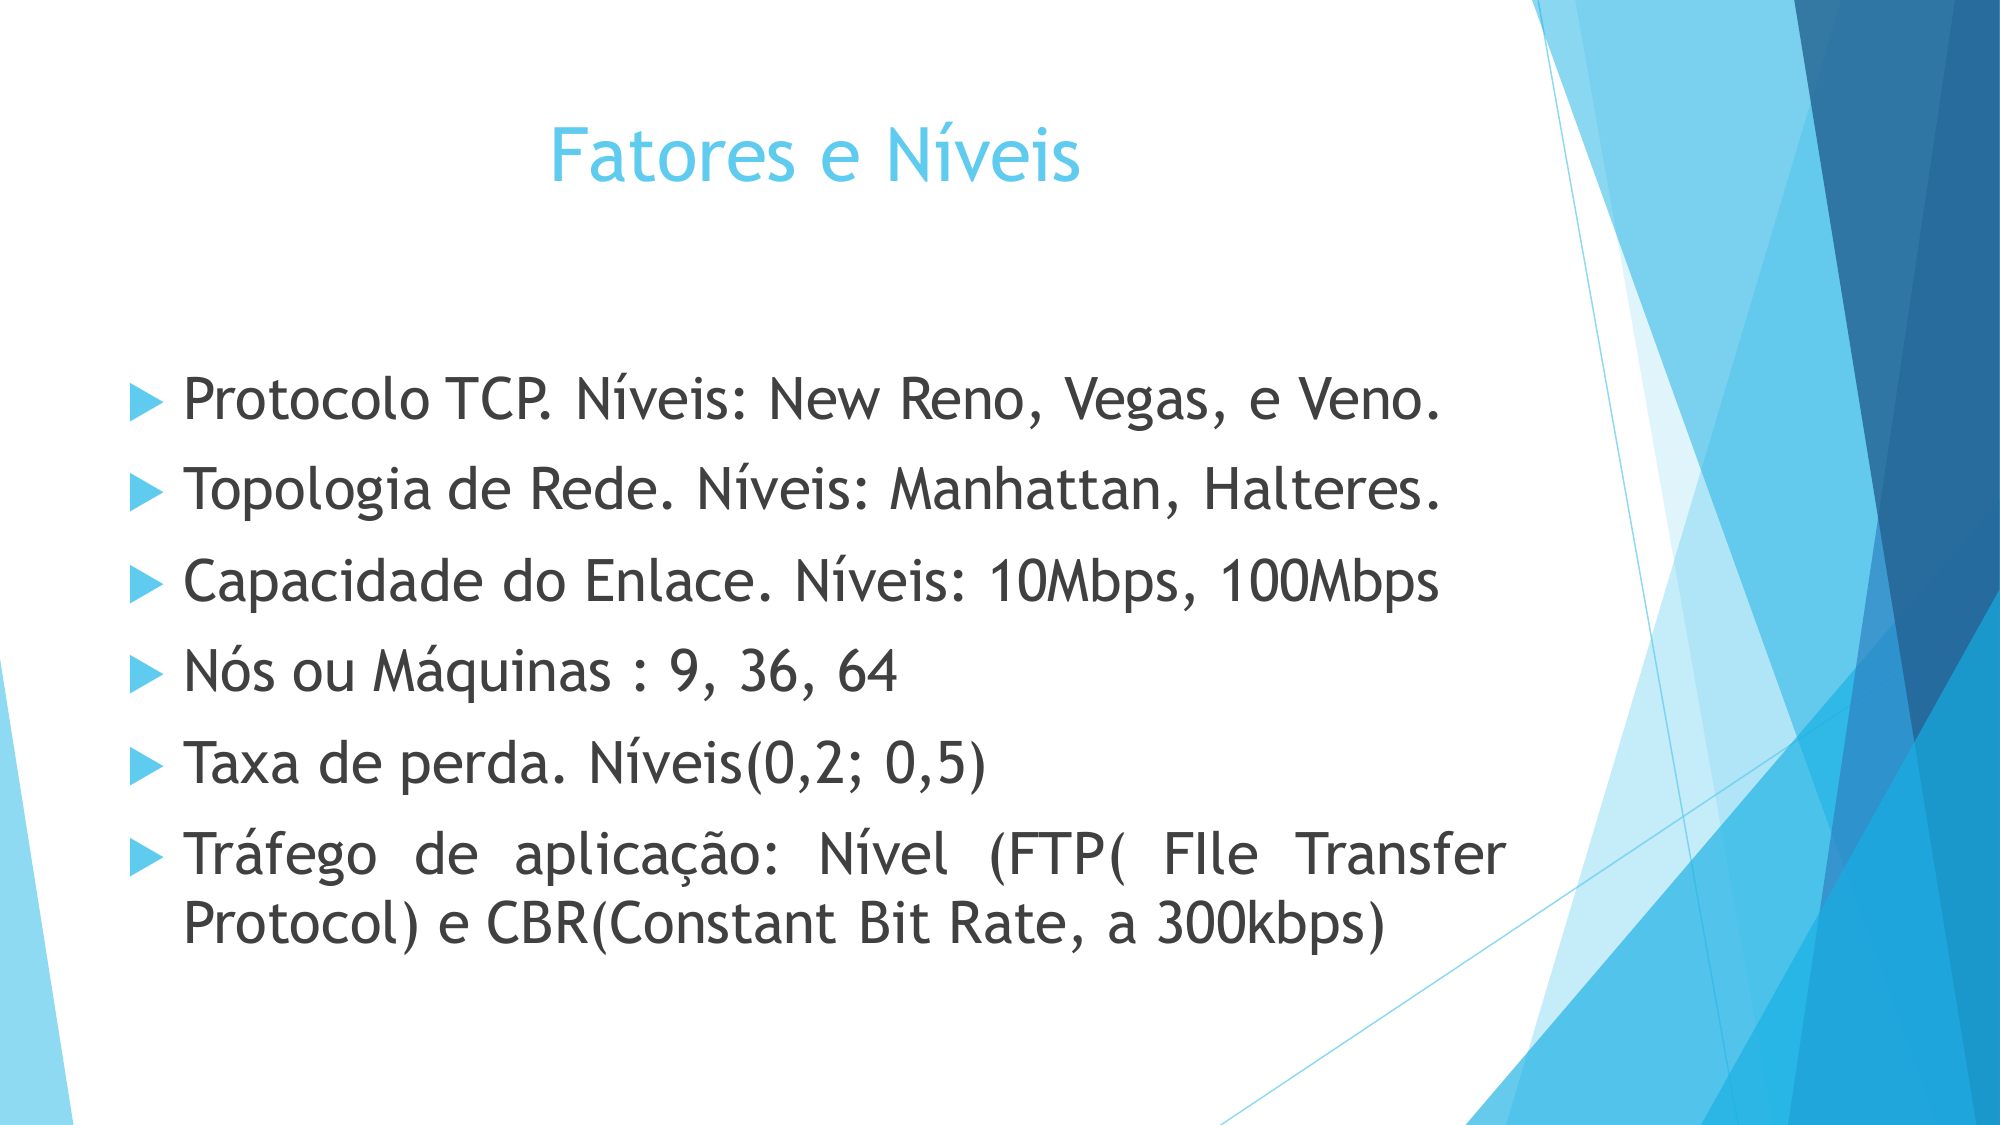 Fatores e Níveis
Protocolo TCP. Níveis: New Reno, Vegas, e Veno.
Topologia de Rede. Níveis: Manhattan, Halteres.
Capacidade do Enlace. Níveis: 10Mbps, 100Mbps
Nós ou Máquinas : 9, 36, 64
Taxa de perda. Níveis(0,2; 0,5)
Tráfego de aplicação: Nível (FTP( FIle Transfer
Protocol) e CBR(Constant Bit Rate, a 300kbps)